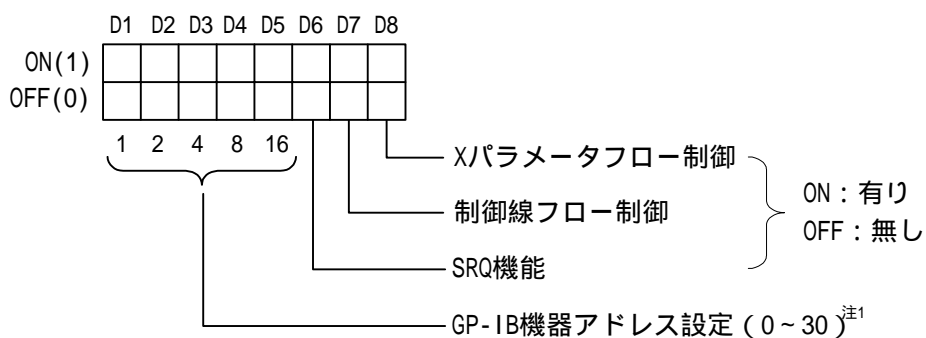 D1 D2 D3 D4 D5 D6 D7 D8
ON(1)
OFF(0)
1 2 4 8 16
Xパラメータフロー制御
制御線フロー制御
ON：有り
OFF：無し
SRQ機能
GP-IB機器アドレス設定（0～30）注1